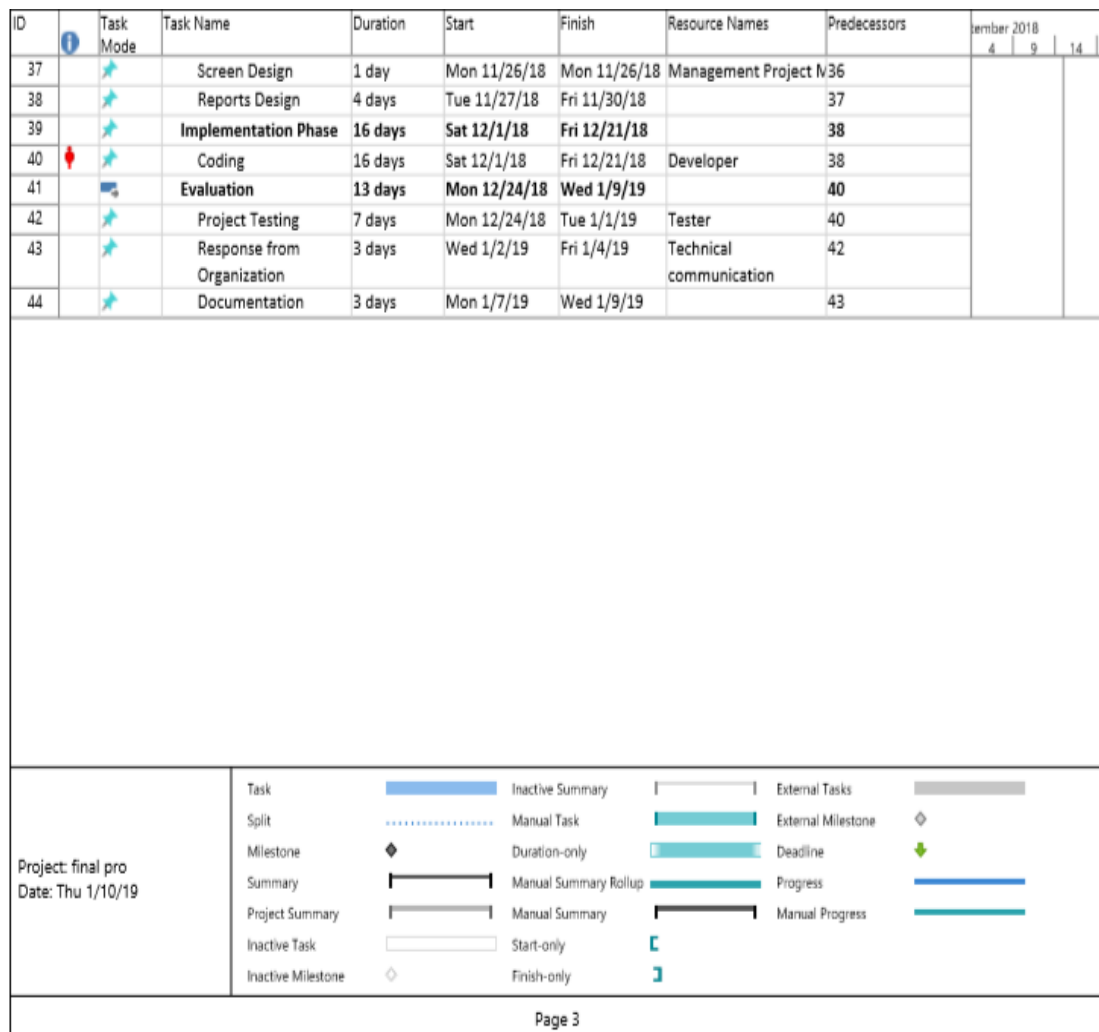 ID Task Mode Task Name Duration Start Finish Resource Names Predecessors tember 2018
4 9 14
37 Screen Design 1 day Mon 11/26/18 Mon 11/26/18 Management Project M 36
38 Reports Design 4 days Tue 11/27/18 Fri 11/30/18 37
39 Implementation Phase 16 days Sat 12/1/18 Fri 12/21/18 38
40 Coding 16 days Sat 12/1/18 Fri 12/21/18 Developer 38
41 Evaluation 13 days Mon 12/24/18 Wed 1/9/19 40
42 Project Testing 7 days Mon 12/24/18 Tue 1/1/19 Tester 40
43 Response from Organization 3 days Wed 1/2/19 Fri 1/4/19 Technical communication 42
44 Documentation 3 days Mon 1/7/19 Wed 1/9/19 43
Project: final pro
Date: Thu 1/10/19
Task Inactive Summary External Tasks
Split Manual Task External Milestone
Milestone Duration-only Deadline
Summary Manual Summary Rollup Progress
Project Summary Manual Summary Manual Progress
Inactive Task Start-only
Inactive Milestone Finish-only
Page 3